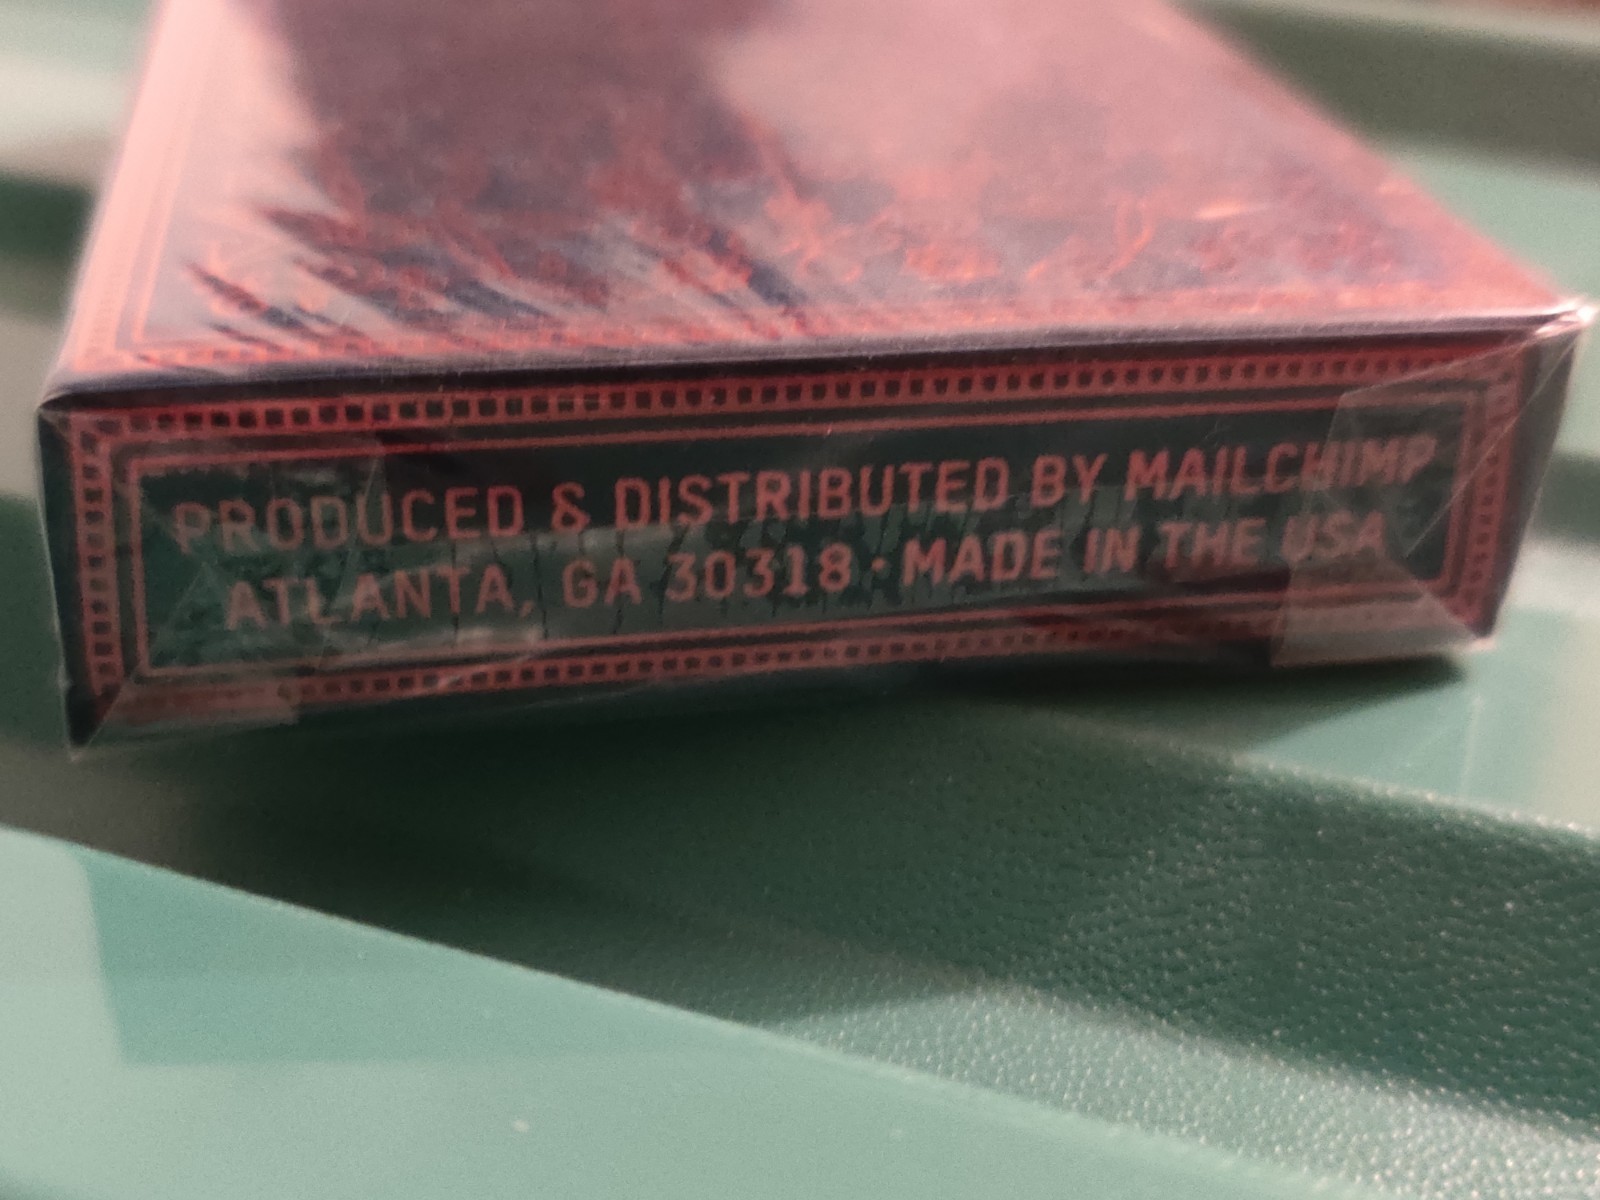 PRODUCED & DISTRIBUTED BY MAILCHIMP
ATLANTA, GA 30318 · MADE IN THE USA